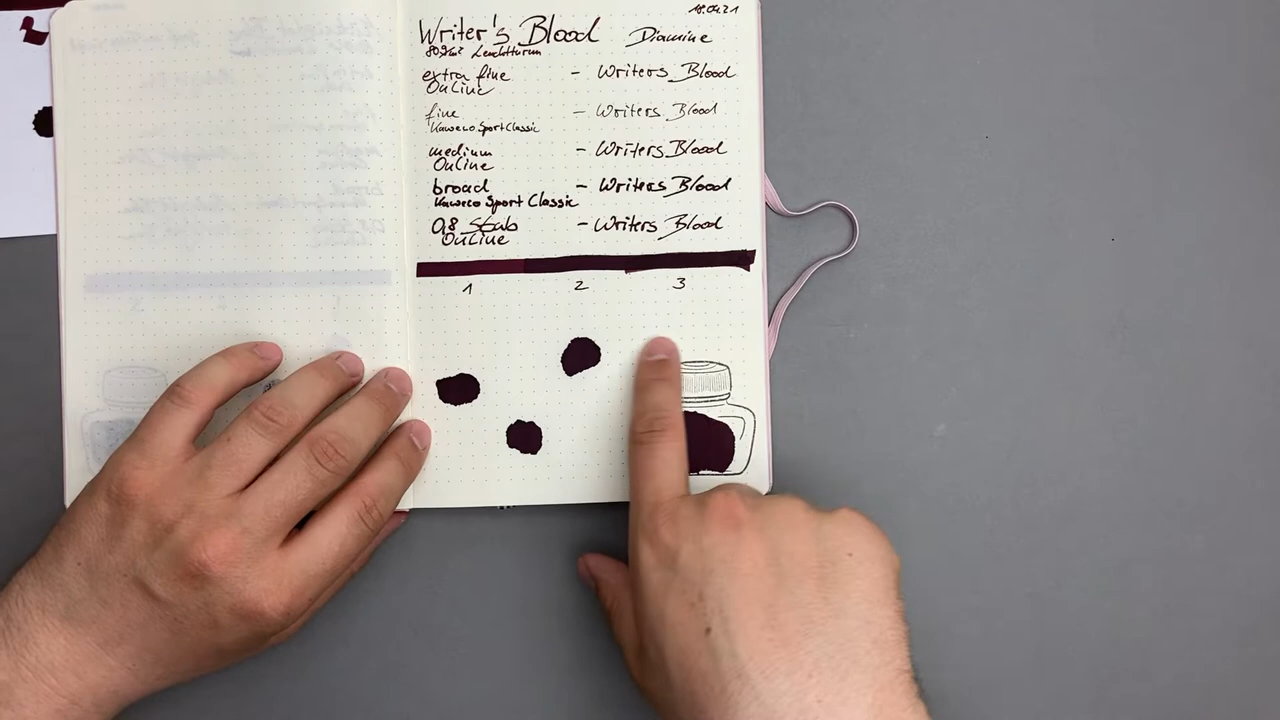 18.04.21
Writer's Blood Diamine
80g/m² Leuchtturm
extra fine - Writers Blood
OnLine
fine - Writers Blood
Kaweco Sport Classic
medium - Writers Blood
OnLine
broad - Writers Blood
Kaweco Sport Classic
0,8 Stub - Writers Blood
OnLine
1 2 3